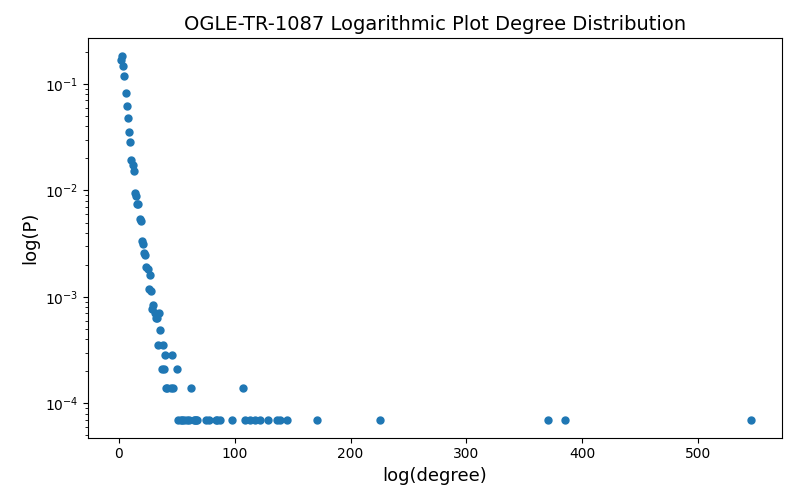 OGLE-TR-1087 Logarithmic Plot Degree Distribution
log(P)
10⁻¹
10⁻²
10⁻³
10⁻⁴
0 100 200 300 400 500
log(degree)